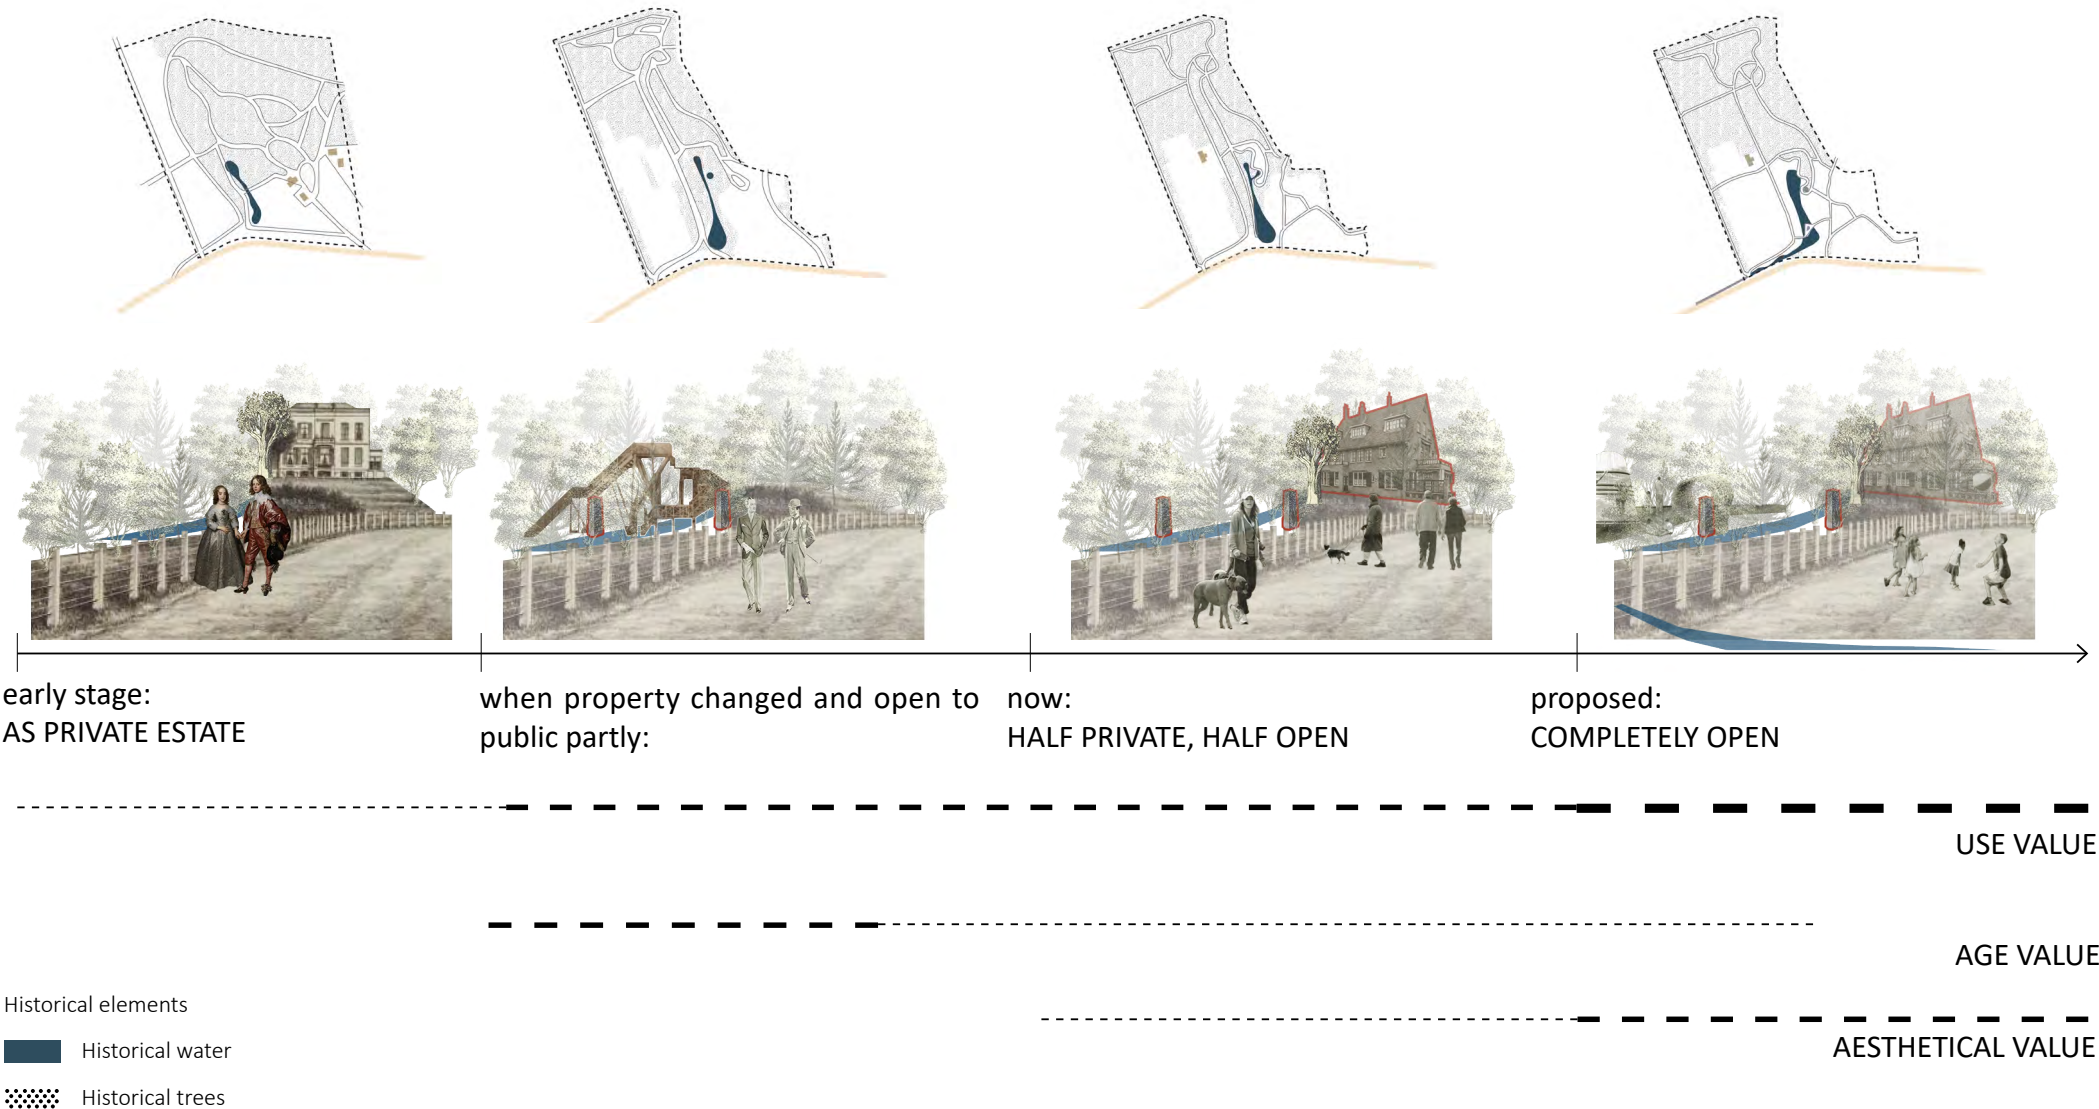 early stage:
AS PRIVATE ESTATE
when property changed and open to
public partly:
now:
HALF PRIVATE, HALF OPEN
proposed:
COMPLETELY OPEN
USE VALUE
AGE VALUE
AESTHETICAL VALUE
Historical elements
Historical water
Historical trees